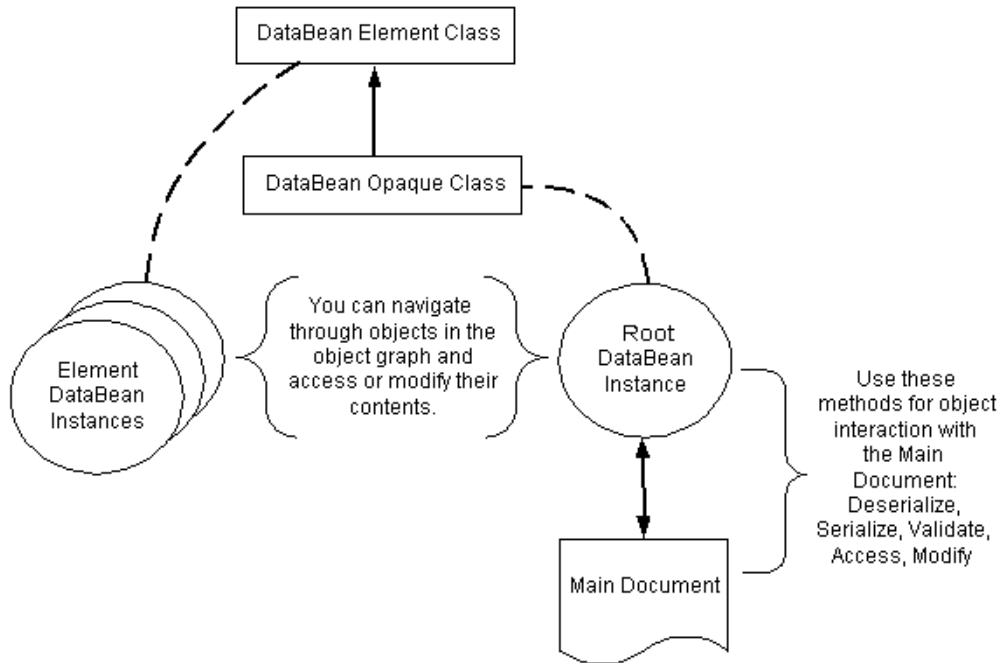 DataBean Element Class
DataBean Opaque Class
You can navigate
through objects in the
object graph and
access or modify their
contents.
Element
DataBean
Instances
Root
DataBean
Instance
Use these
methods for object
interaction with
the Main
Document:
Deserialize,
Serialize, Validate,
Access, Modify
Main Document